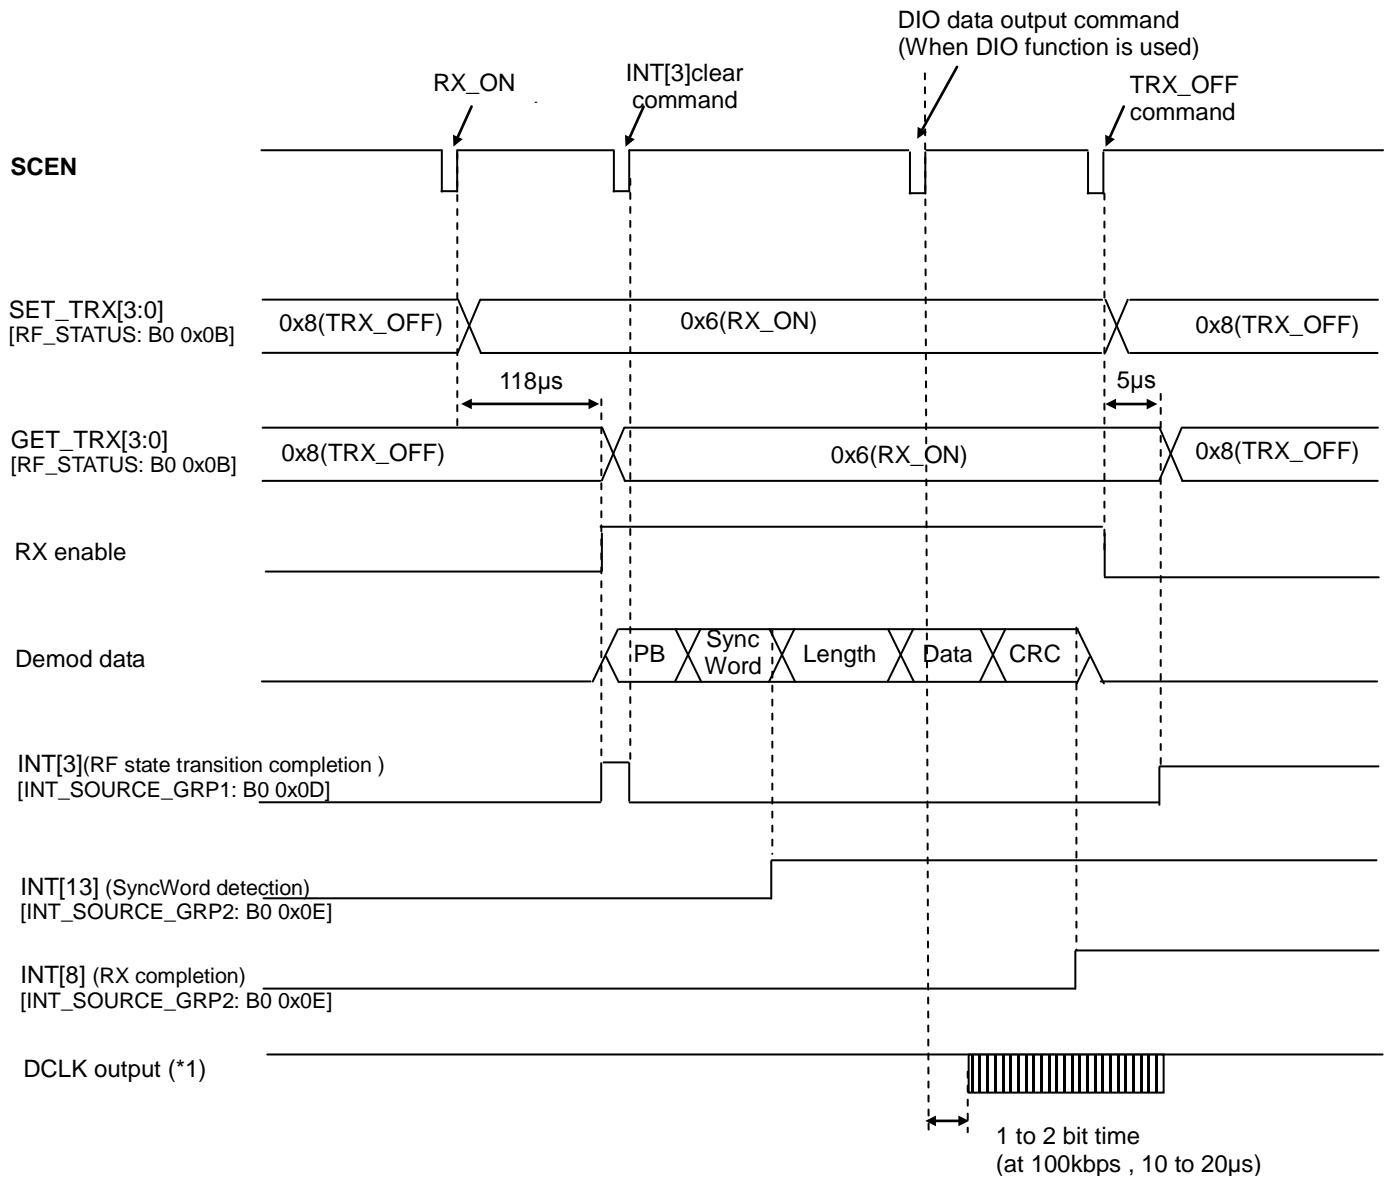 DIO data output command
(When DIO function is used)
RX_ON
INT[3]clear
command
TRX_OFF
command
SCEN
SET_TRX[3:0]
[RF_STATUS: B0 0x0B]
0x8(TRX_OFF)
0x6(RX_ON)
0x8(TRX_OFF)
118μs
5μs
GET_TRX[3:0]
[RF_STATUS: B0 0x0B]
0x8(TRX_OFF)
0x6(RX_ON)
0x8(TRX_OFF)
RX enable
Demod data
PB
Sync
Word
Length
Data
CRC
INT[3](RF state transition completion )
[INT_SOURCE_GRP1: B0 0x0D]
INT[13] (SyncWord detection)
[INT_SOURCE_GRP2: B0 0x0E]
INT[8] (RX completion)
[INT_SOURCE_GRP2: B0 0x0E]
DCLK output (*1)
1 to 2 bit time
(at 100kbps , 10 to 20μs)